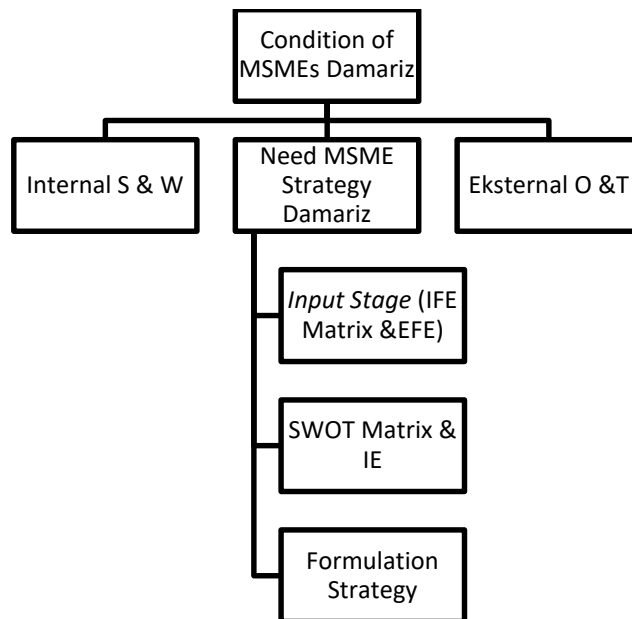 Condition of
MSMEs Damariz
Internal S & W
Need MSME
Strategy
Damariz
Eksternal O &T
Input Stage (IFE
Matrix &EFE)
SWOT Matrix &
IE
Formulation
Strategy